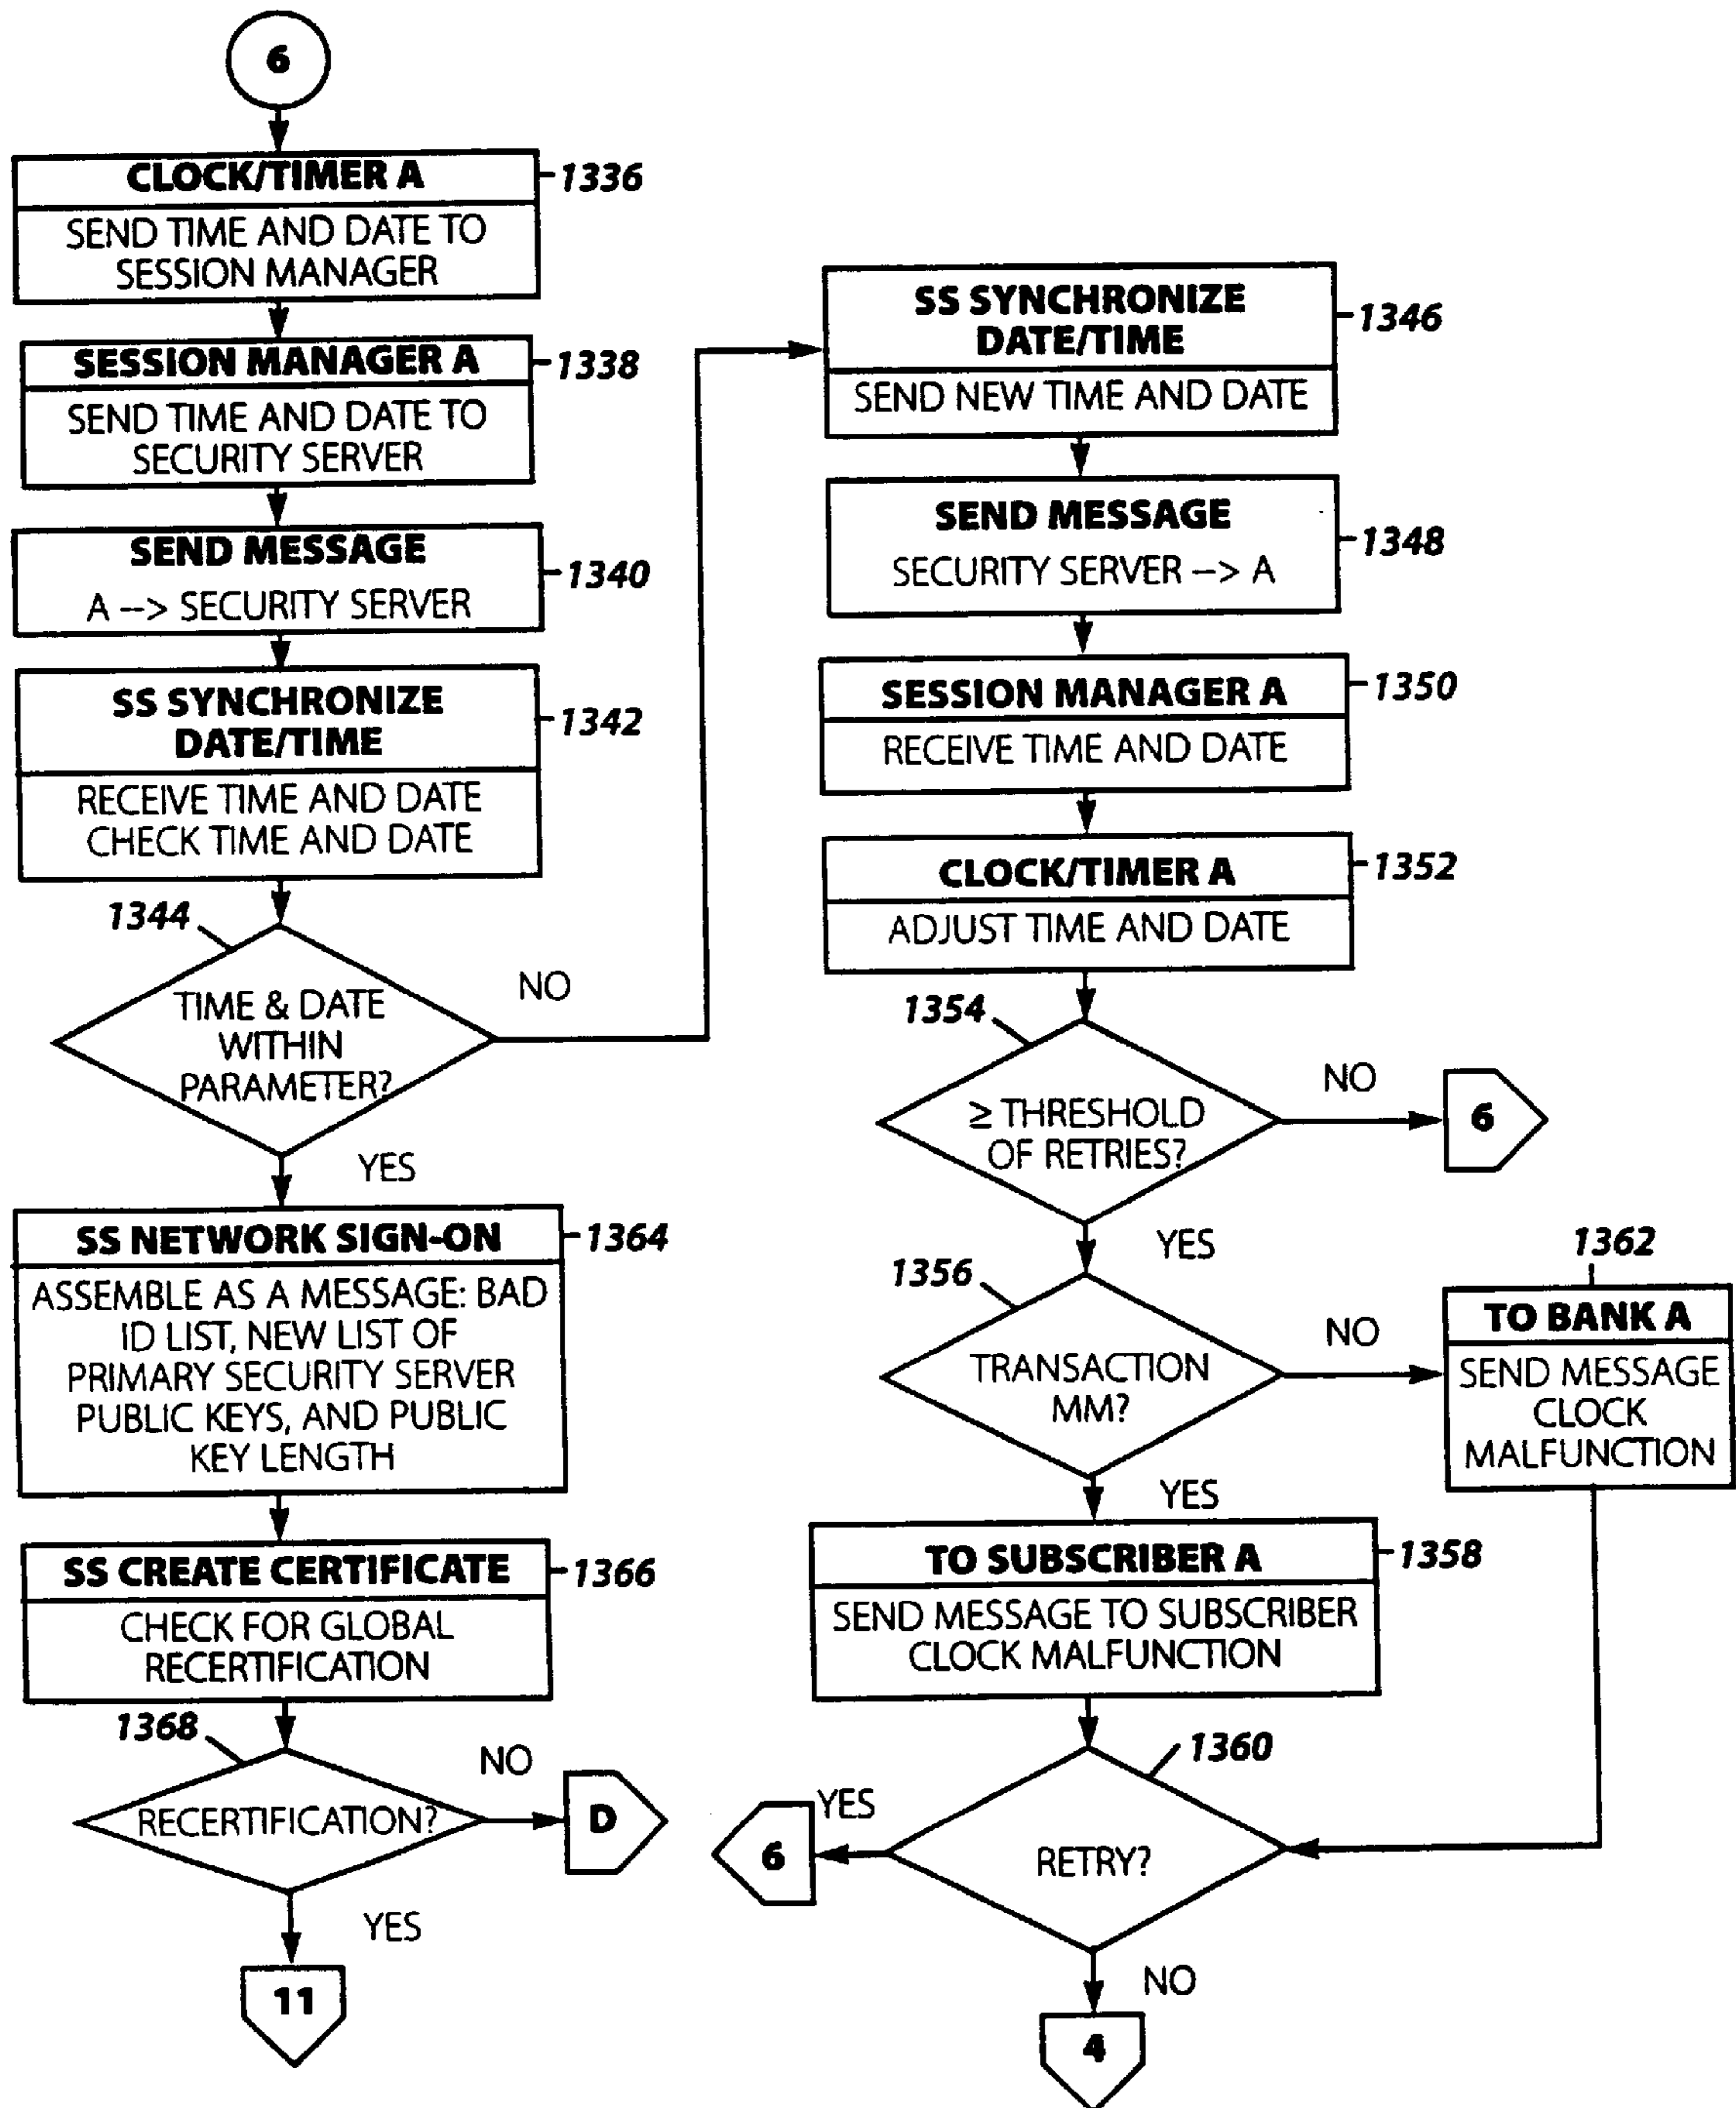 6
CLOCK/TIMER A
1336
SEND TIME AND DATE TO
SESSION MANAGER
SESSION MANAGER A
1338
SEND TIME AND DATE TO
SECURITY SERVER
SEND MESSAGE
1340
A --> SECURITY SERVER
SS SYNCHRONIZE
DATE/TIME
1342
RECEIVE TIME AND DATE
CHECK TIME AND DATE
1344
TIME & DATE
WITHIN
PARAMETER?
NO
YES
SS NETWORK SIGN-ON
1364
ASSEMBLE AS A MESSAGE: BAD
ID LIST, NEW LIST OF
PRIMARY SECURITY SERVER
PUBLIC KEYS, AND PUBLIC
KEY LENGTH
SS CREATE CERTIFICATE
1366
CHECK FOR GLOBAL
RECERTIFICATION
1368
RECERTIFICATION?
NO
D
YES
11
SS SYNCHRONIZE
DATE/TIME
1346
SEND NEW TIME AND DATE
SEND MESSAGE
1348
SECURITY SERVER --> A
SESSION MANAGER A
1350
RECEIVE TIME AND DATE
CLOCK/TIMER A
1352
ADJUST TIME AND DATE
1354
≥ THRESHOLD
OF RETRIES?
NO
6
YES
1356
TRANSACTION
MM?
NO
1362
TO BANK A
SEND MESSAGE
CLOCK
MALFUNCTION
YES
TO SUBSCRIBER A
1358
SEND MESSAGE TO SUBSCRIBER
CLOCK MALFUNCTION
1360
RETRY?
YES
6
NO
4